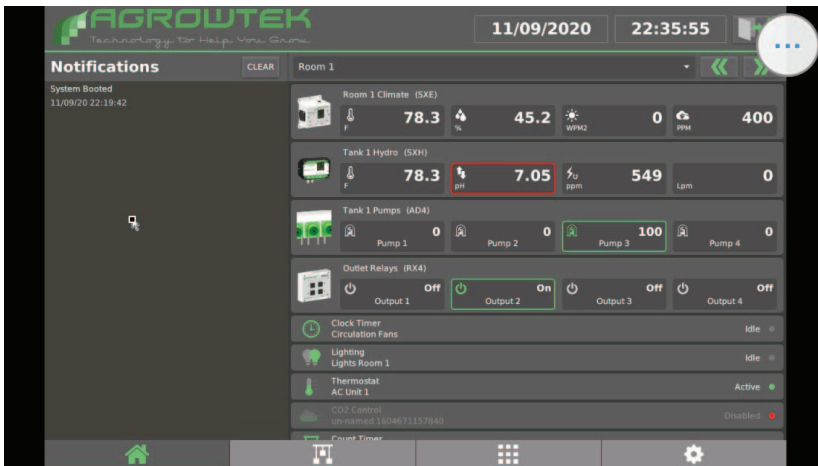 AGROWTEK
Technology To Help You Grow
11/09/2020
22:35:55
Notifications
CLEAR
System Booted
11/09/20 22:19:42
Room 1
Room 1 Climate (SXE)
F 78.3
% 45.2
WPM2 0
PPM 400
Tank 1 Hydro (SXH)
F 78.3
pH 7.05
ppm 549
Lpm 0
Tank 1 Pumps (AD4)
0 0 100 0
Pump 1 Pump 2 Pump 3 Pump 4
Outlet Relays (RX4)
Off On Off Off
Output 1 Output 2 Output 3 Output 4
Clock Timer
Circulation Fans
Idle
Lighting
Lights Room 1
Idle
Thermostat
AC Unit 1
Active
CO2 Control
un-named 1604671157840
Disabled
Count Timer